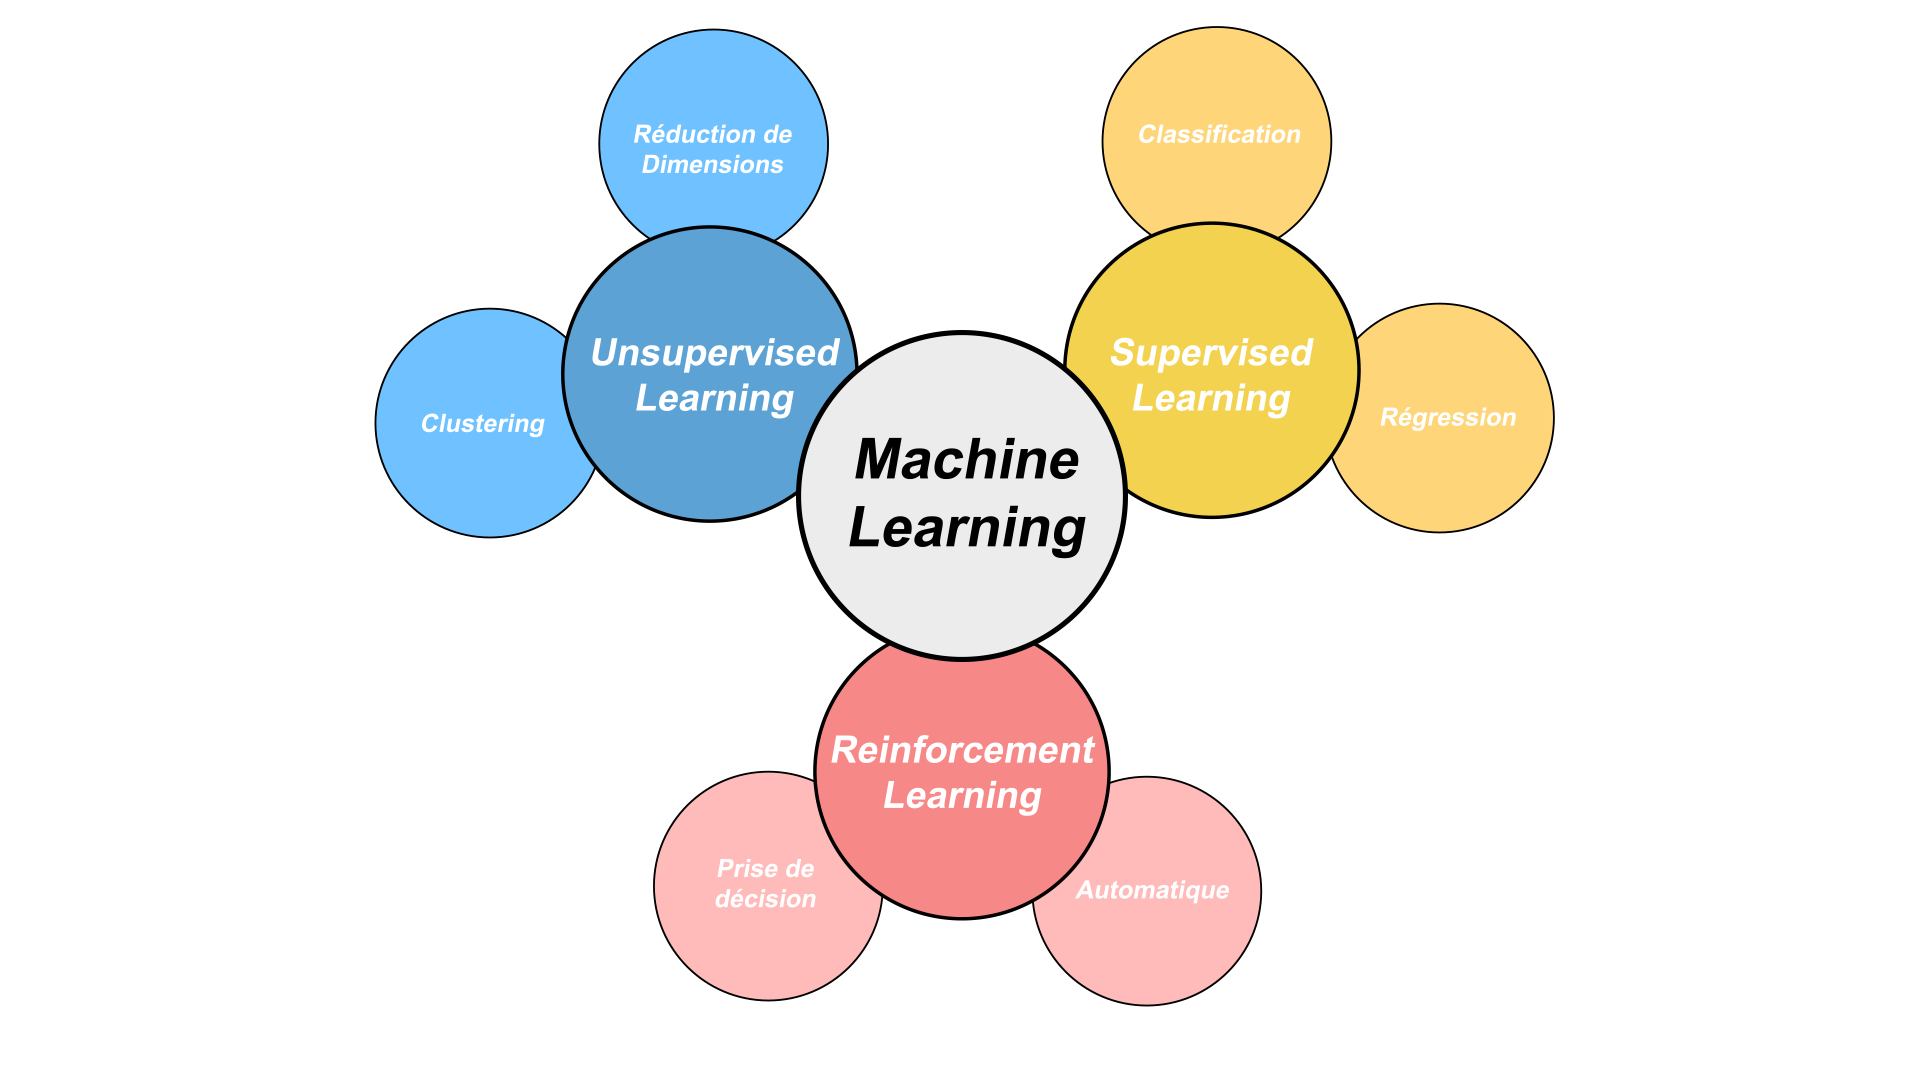 Réduction de
Dimensions
Classification
Unsupervised
Learning
Supervised
Learning
Clustering
Régression
Machine
Learning
Reinforcement
Learning
Prise de
décision
Automatique